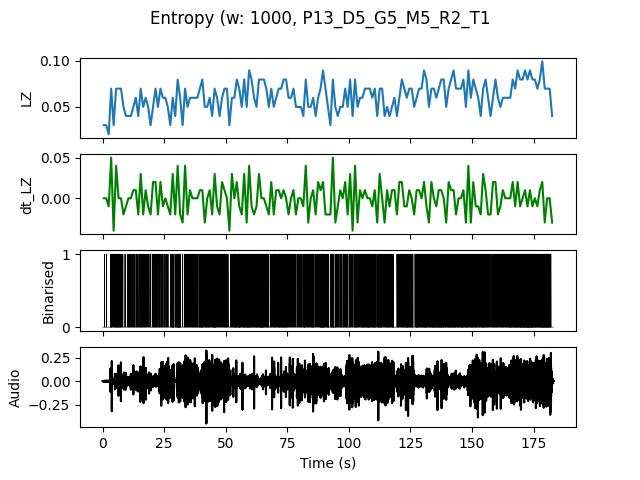 Entropy (w: 1000, P13_D5_G5_M5_R2_T1
0.10
0.05
LZ
0.05
0.00
dt_LZ
1
0
Binarised
0.25
0.00
−0.25
Audio
0 25 50 75 100 125 150 175
Time (s)